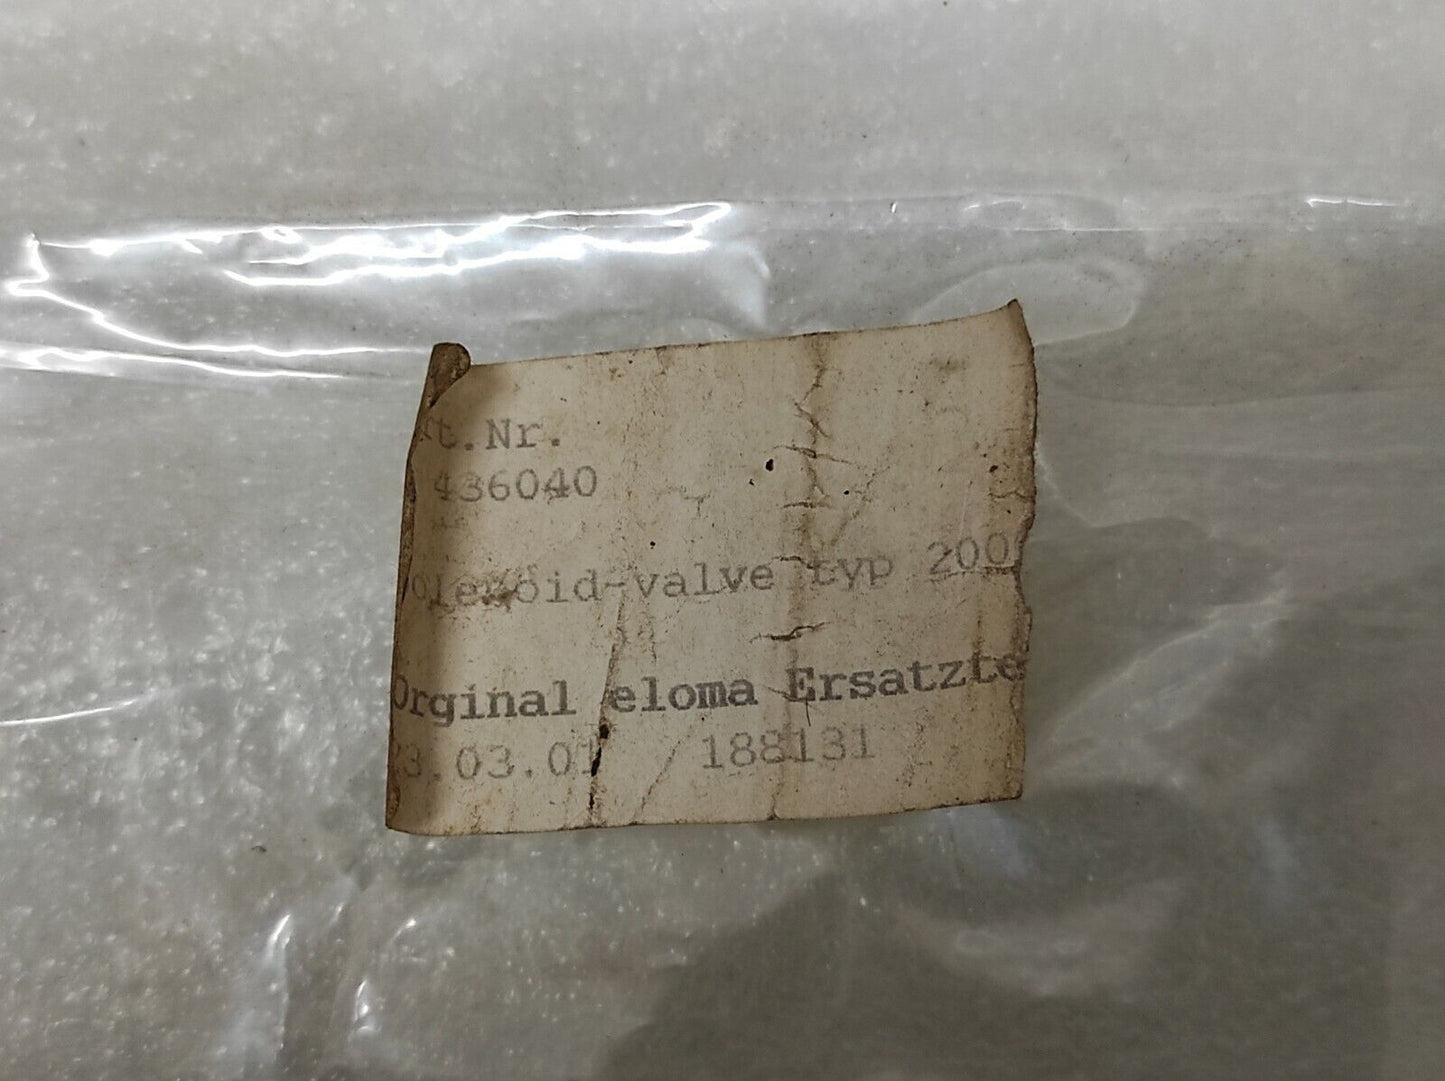 t.Nr.
436040
olenoid-valve typ 200
Orginal eloma Ersatzte
3.03.01 188131